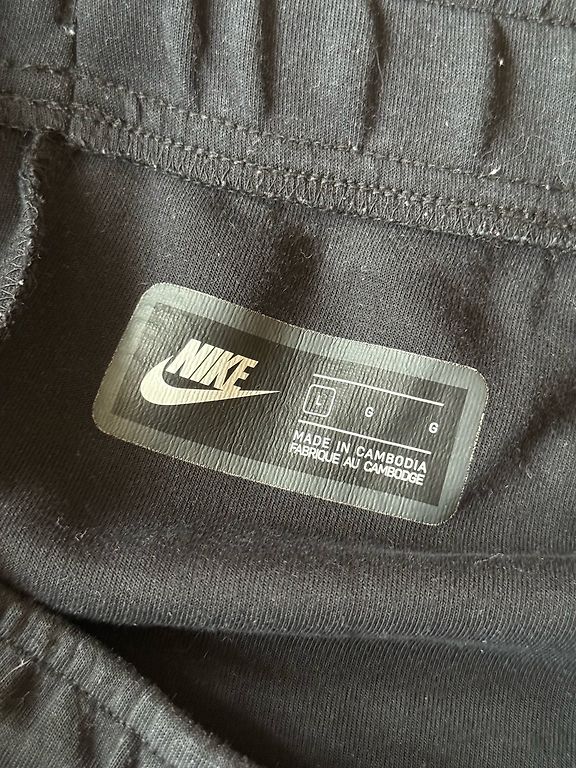 NIKE
L G G
MADE IN CAMBODIA
FABRIQUE AU CAMBODGE